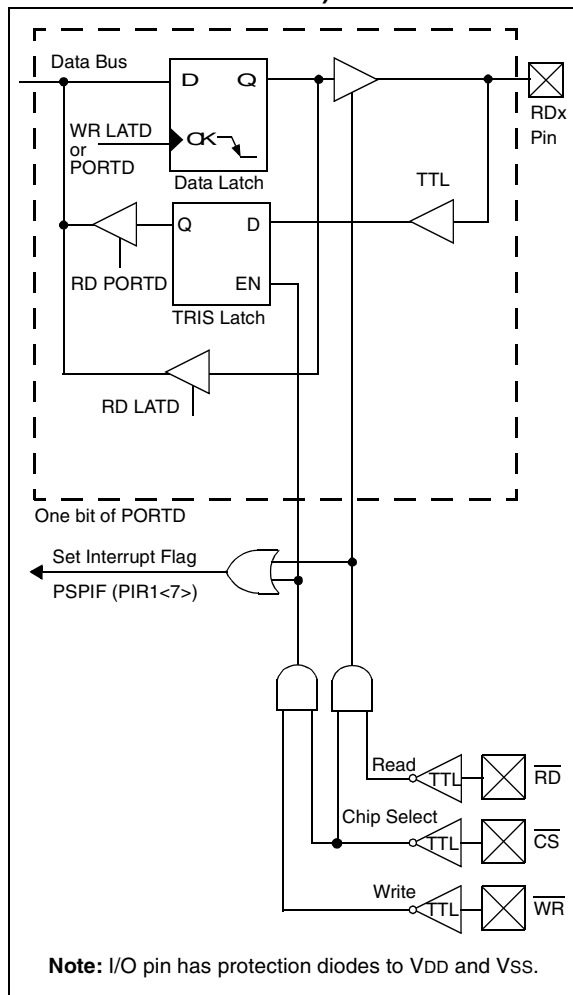 Data Bus
D Q
WR LATD
or
PORTD
CK
Data Latch
RDx
Pin
TTL
Q D
RD PORTD
EN
TRIS Latch
RD LATD
One bit of PORTD
Set Interrupt Flag
PSPIF (PIR1<7>)
Read
TTL
RD
Chip Select
TTL
CS
Write
TTL
WR
Note: I/O pin has protection diodes to VDD and VSS.